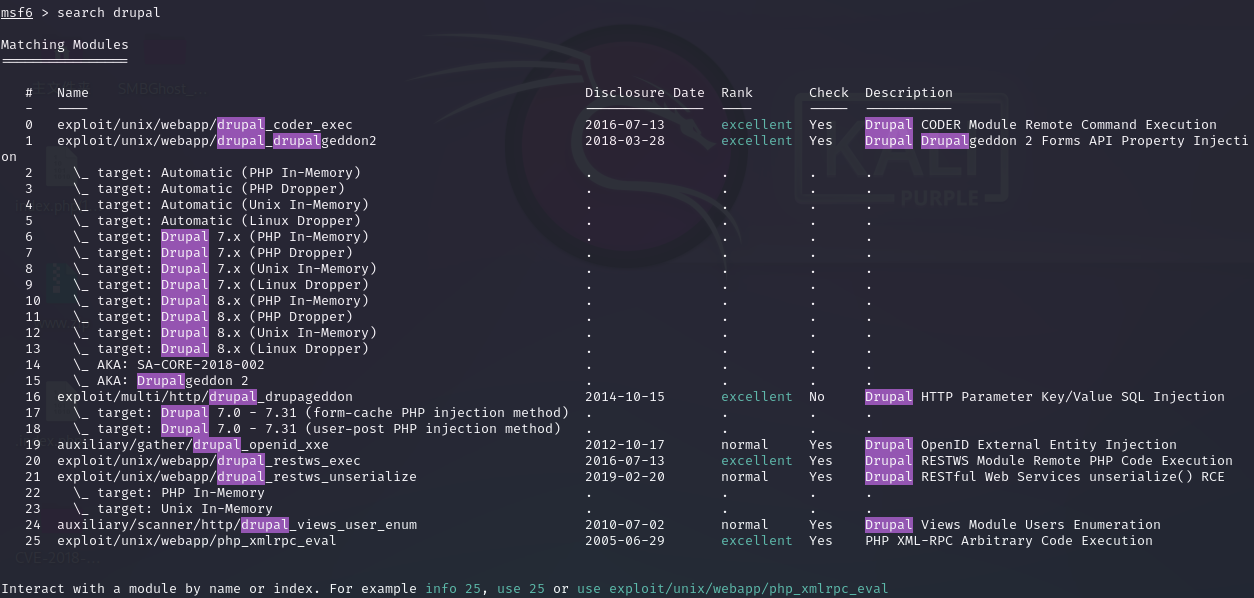 msf6 > search drupal
Matching Modules
================
# Name Disclosure Date Rank Check Description
- ---- --------------- ---- ----- -----------
0 exploit/unix/webapp/drupal_coder_exec 2016-07-13 excellent Yes Drupal CODER Module Remote Command Execution
1 exploit/unix/webapp/drupal_drupalgeddon2 2018-03-28 excellent Yes Drupal Drupalgeddon 2 Forms API Property Injecti
on
2 \_ target: Automatic (PHP In-Memory) . . . .
3 \_ target: Automatic (PHP Dropper) . . . .
4 \_ target: Automatic (Unix In-Memory) . . . .
5 \_ target: Automatic (Linux Dropper) . . . .
6 \_ target: Drupal 7.x (PHP In-Memory) . . . .
7 \_ target: Drupal 7.x (PHP Dropper) . . . .
8 \_ target: Drupal 7.x (Unix In-Memory) . . . .
9 \_ target: Drupal 7.x (Linux Dropper) . . . .
10 \_ target: Drupal 8.x (PHP In-Memory) . . . .
11 \_ target: Drupal 8.x (PHP Dropper) . . . .
12 \_ target: Drupal 8.x (Unix In-Memory) . . . .
13 \_ target: Drupal 8.x (Linux Dropper) . . . .
14 \_ AKA: SA-CORE-2018-002 . . . .
15 \_ AKA: Drupalgeddon 2 . . . .
16 exploit/multi/http/drupal_drupageddon 2014-10-15 excellent No Drupal HTTP Parameter Key/Value SQL Injection
17 \_ target: Drupal 7.0 - 7.31 (form-cache PHP injection method) . . . .
18 \_ target: Drupal 7.0 - 7.31 (user-post PHP injection method) . . . .
19 auxiliary/gather/drupal_openid_xxe 2012-10-17 normal Yes Drupal OpenID External Entity Injection
20 exploit/unix/webapp/drupal_restws_exec 2016-07-13 excellent Yes Drupal RESTWS Module Remote PHP Code Execution
21 exploit/unix/webapp/drupal_restws_unserialize 2019-02-20 normal Yes Drupal RESTful Web Services unserialize() RCE
22 \_ target: PHP In-Memory . . . .
23 \_ target: Unix In-Memory . . . .
24 auxiliary/scanner/http/drupal_views_user_enum 2010-07-02 normal Yes Drupal Views Module Users Enumeration
25 exploit/unix/webapp/php_xmlrpc_eval 2005-06-29 excellent Yes PHP XML-RPC Arbitrary Code Execution
Interact with a module by name or index. For example info 25, use 25 or use exploit/unix/webapp/php_xmlrpc_eval
KALI
PURPLE